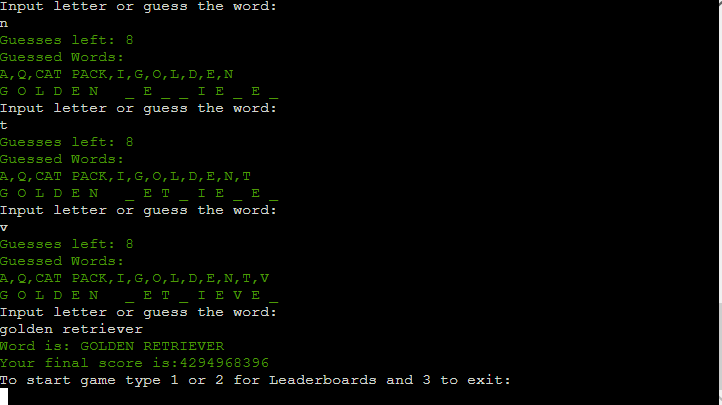 Input letter or guess the word:
n
Guesses left: 8
Guessed Words:
A,Q,CAT PACK,I,G,O,L,D,E,N
G O L D E N   _ E _ _ I E _ E _
Input letter or guess the word:
t
Guesses left: 8
Guessed Words:
A,Q,CAT PACK,I,G,O,L,D,E,N,T
G O L D E N   _ E T _ I E _ E _
Input letter or guess the word:
v
Guesses left: 8
Guessed Words:
A,Q,CAT PACK,I,G,O,L,D,E,N,T,V
G O L D E N   _ E T _ I E V E _
Input letter or guess the word:
golden retriever
Word is: GOLDEN RETRIEVER
Your final score is:4294968396
To start game type 1 or 2 for Leaderboards and 3 to exit: